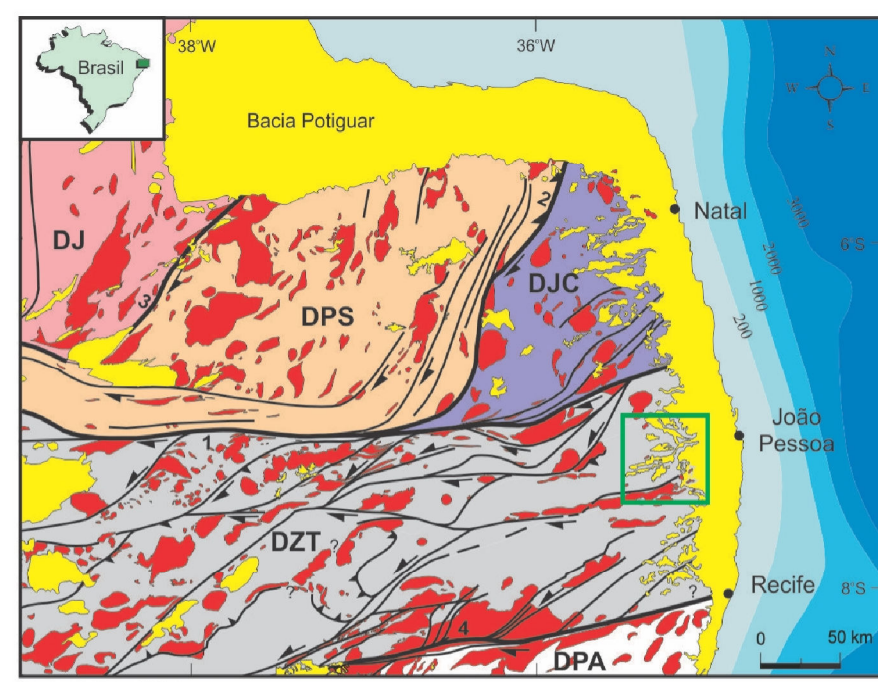 38°W
36°W
Brasil
N
W
E
S
Bacia Potiguar
2
Natal
DJ
6°S
3000
2000
1000
200
DJC
3
DPS
João
Pessoa
1
DZT
?
?
?
Recife
8°S
4
0
50 km
DPA